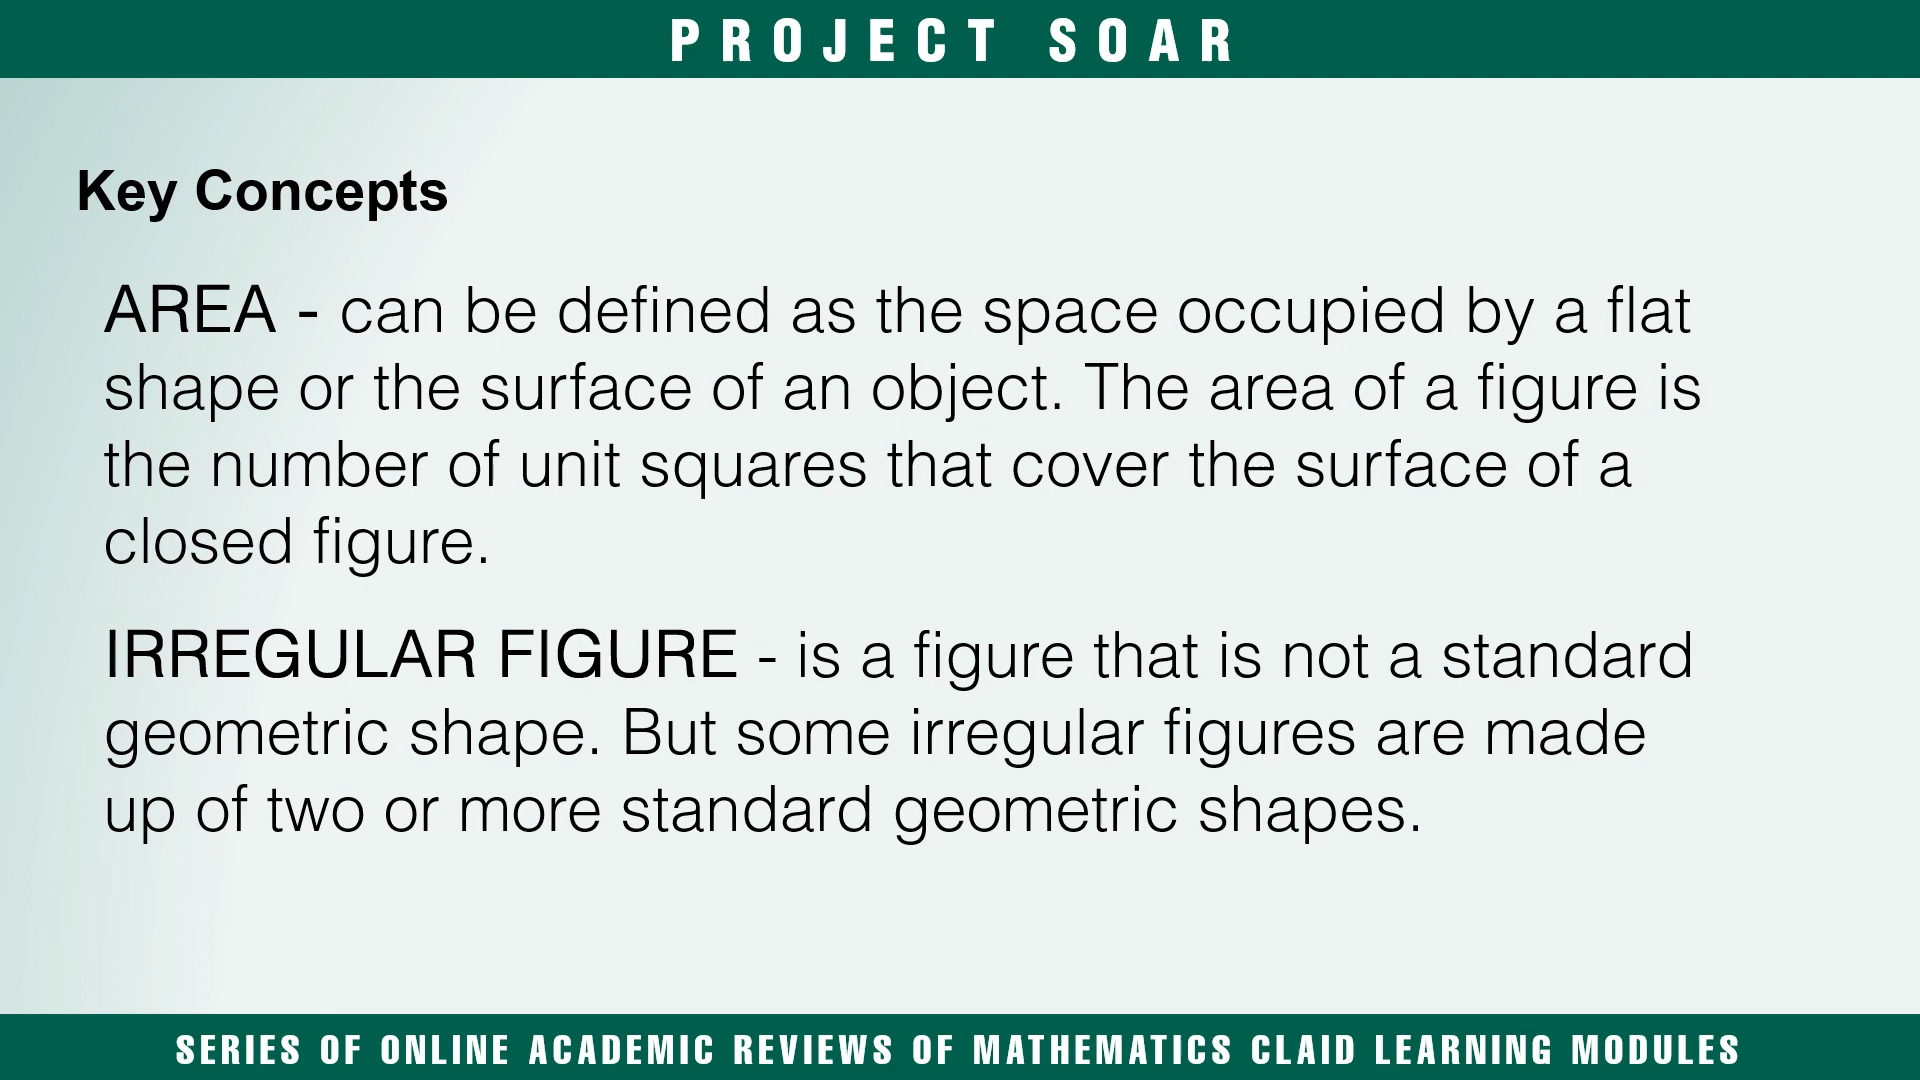 PROJECT SOAR
Key Concepts
AREA - can be defined as the space occupied by a flat
shape or the surface of an object. The area of a figure is
the number of unit squares that cover the surface of a
closed figure.
IRREGULAR FIGURE - is a figure that is not a standard
geometric shape. But some irregular figures are made
up of two or more standard geometric shapes.
SERIES OF ONLINE ACADEMIC REVIEWS OF MATHEMATICS CLAID LEARNING MODULES